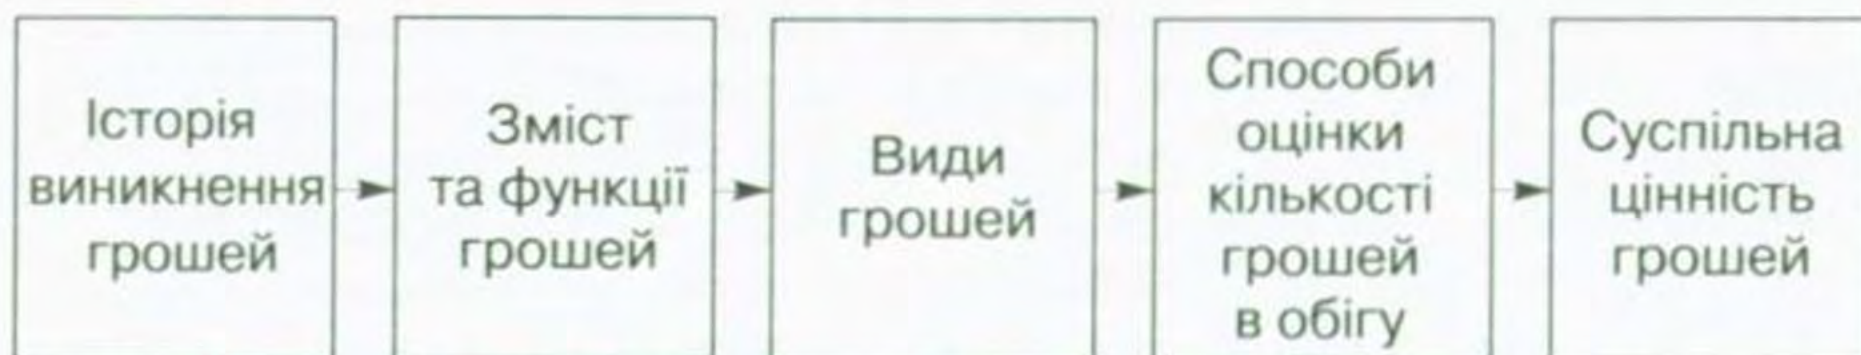 Історія
виникнення
грошей
Зміст
та функції
грошей
Види
грошей
Способи
оцінки
кількості
грошей
в обігу
Суспільна
цінність
грошей